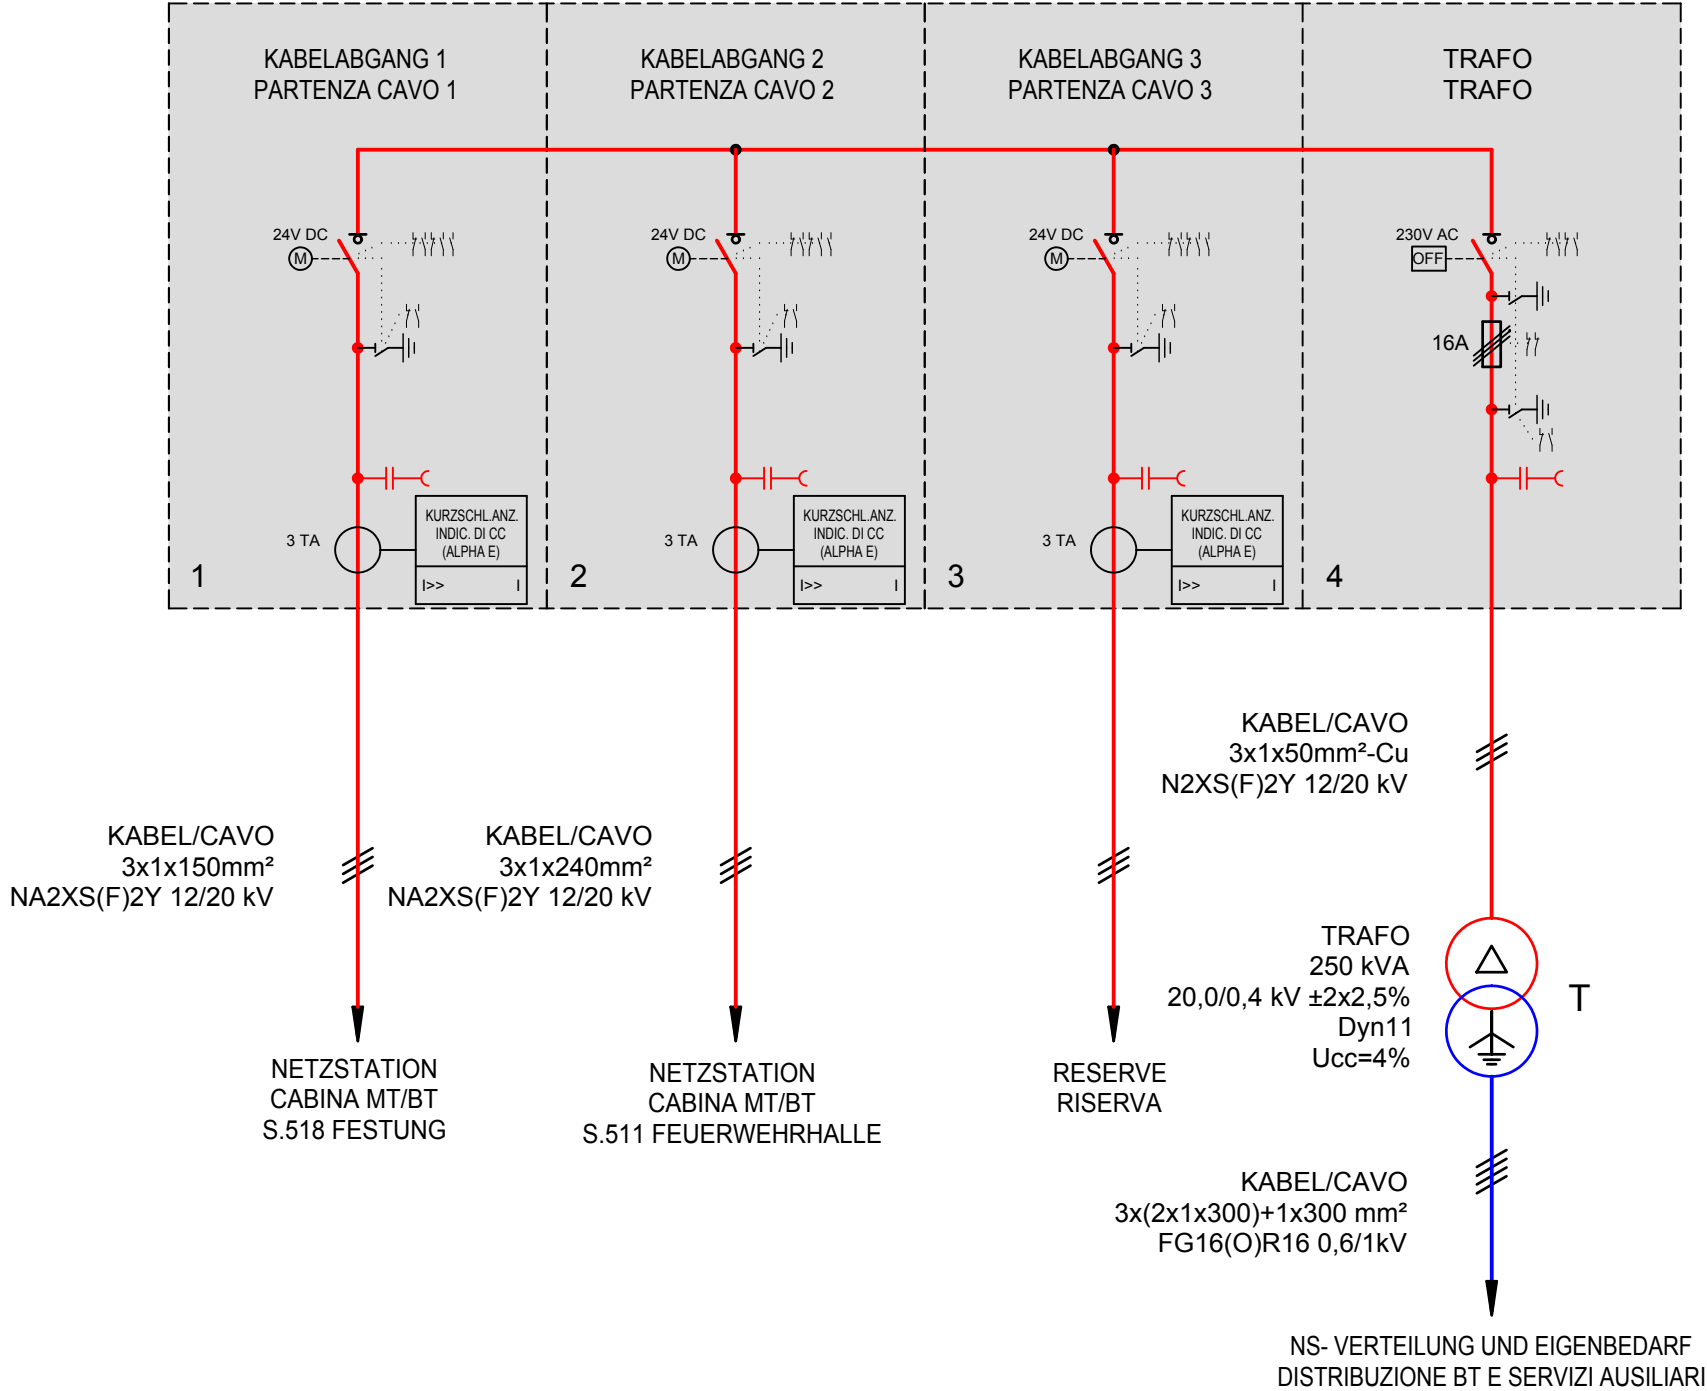 KABELABGANG 1
PARTENZA CAVO 1
KABELABGANG 2
PARTENZA CAVO 2
KABELABGANG 3
PARTENZA CAVO 3
TRAFO
TRAFO
24V DC
M
24V DC
M
24V DC
M
230V AC
OFF
16A
3 TA
KURZSCHL.ANZ.
INDIC. DI CC
(ALPHA E)
I>> I
1
3 TA
KURZSCHL.ANZ.
INDIC. DI CC
(ALPHA E)
I>> I
2
3 TA
KURZSCHL.ANZ.
INDIC. DI CC
(ALPHA E)
I>> I
3
4
KABEL/CAVO
3x1x150mm²
NA2XS(F)2Y 12/20 kV
KABEL/CAVO
3x1x240mm²
NA2XS(F)2Y 12/20 kV
KABEL/CAVO
3x1x50mm²-Cu
N2XS(F)2Y 12/20 kV
TRAFO
250 kVA
20,0/0,4 kV ±2x2,5%
Dyn11
Ucc=4%
T
NETZSTATION
CABINA MT/BT
S.518 FESTUNG
NETZSTATION
CABINA MT/BT
S.511 FEUERWEHRHALLE
RESERVE
RISERVA
KABEL/CAVO
3x(2x1x300)+1x300 mm²
FG16(O)R16 0,6/1kV
NS- VERTEILUNG UND EIGENBEDARF
DISTRIBUZIONE BT E SERVIZI AUSILIARI